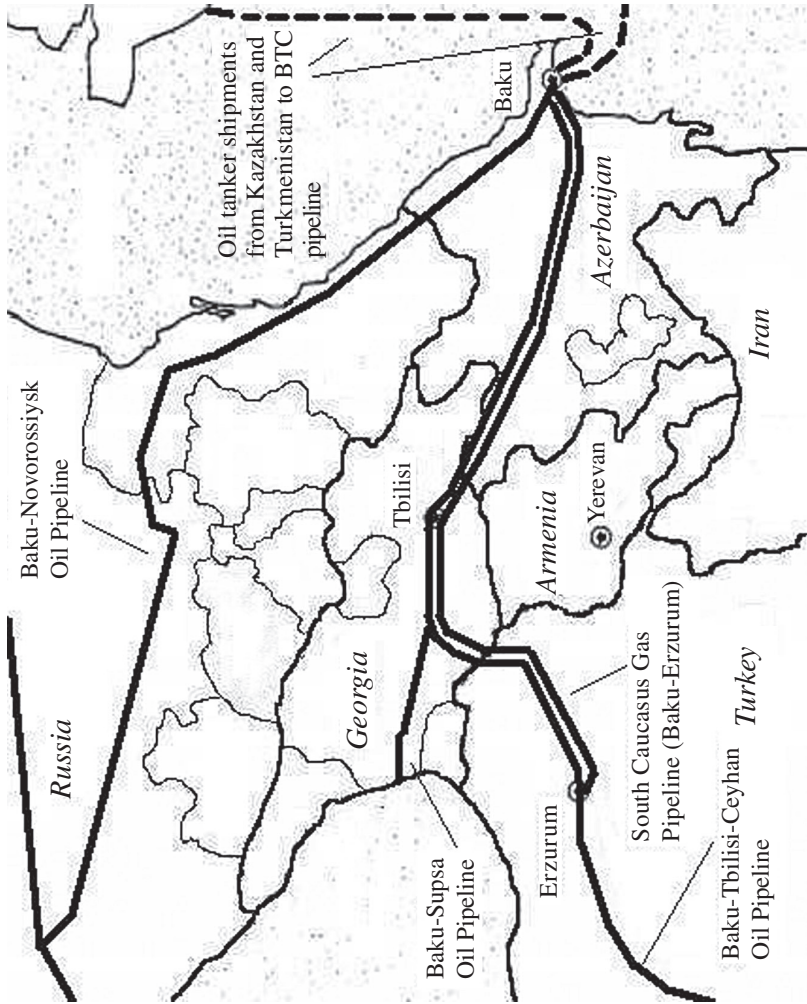 Baku-Novorossiysk
Oil Pipeline
Oil tanker shipments
from Kazakhstan and
Turkmenistan to BTC
pipeline
Russia
Georgia
Tbilisi
Baku
Baku-Supsa
Oil Pipeline
Erzurum
Armenia
Yerevan
Azerbaijan
South Caucasus Gas
Pipeline (Baku-Erzurum)
Baku-Tbilisi-Ceyhan
Oil Pipeline
Turkey
Iran